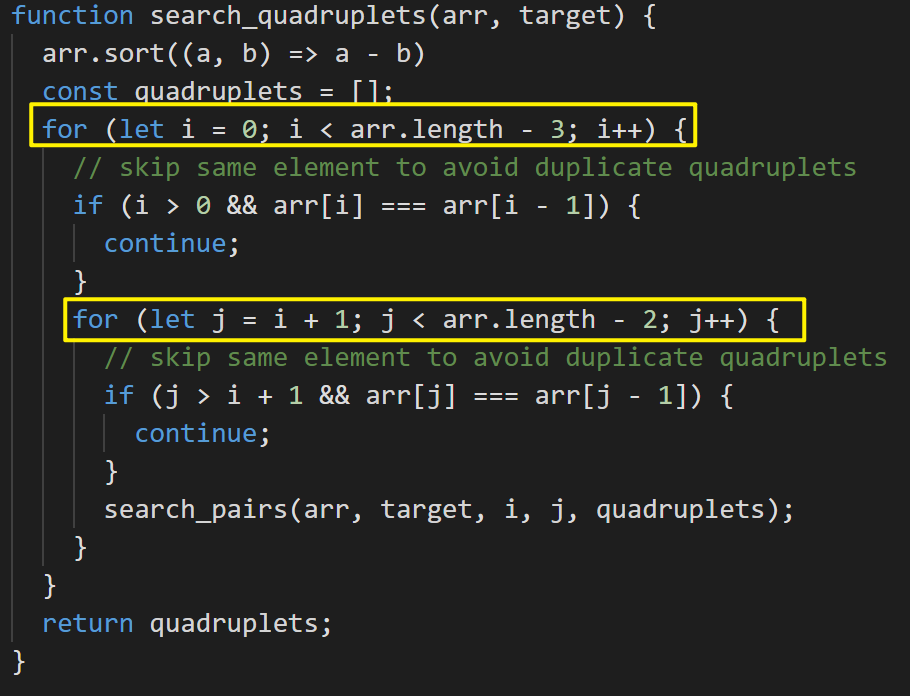 function search_quadruplets(arr, target) {
  arr.sort((a, b) => a - b)
  const quadruplets = [];
  for (let i = 0; i < arr.length - 3; i++) {
    // skip same element to avoid duplicate quadruplets
    if (i > 0 && arr[i] === arr[i - 1]) {
      continue;
    }
    for (let j = i + 1; j < arr.length - 2; j++) {
      // skip same element to avoid duplicate quadruplets
      if (j > i + 1 && arr[j] === arr[j - 1]) {
        continue;
      }
      search_pairs(arr, target, i, j, quadruplets);
    }
  }
  return quadruplets;
}